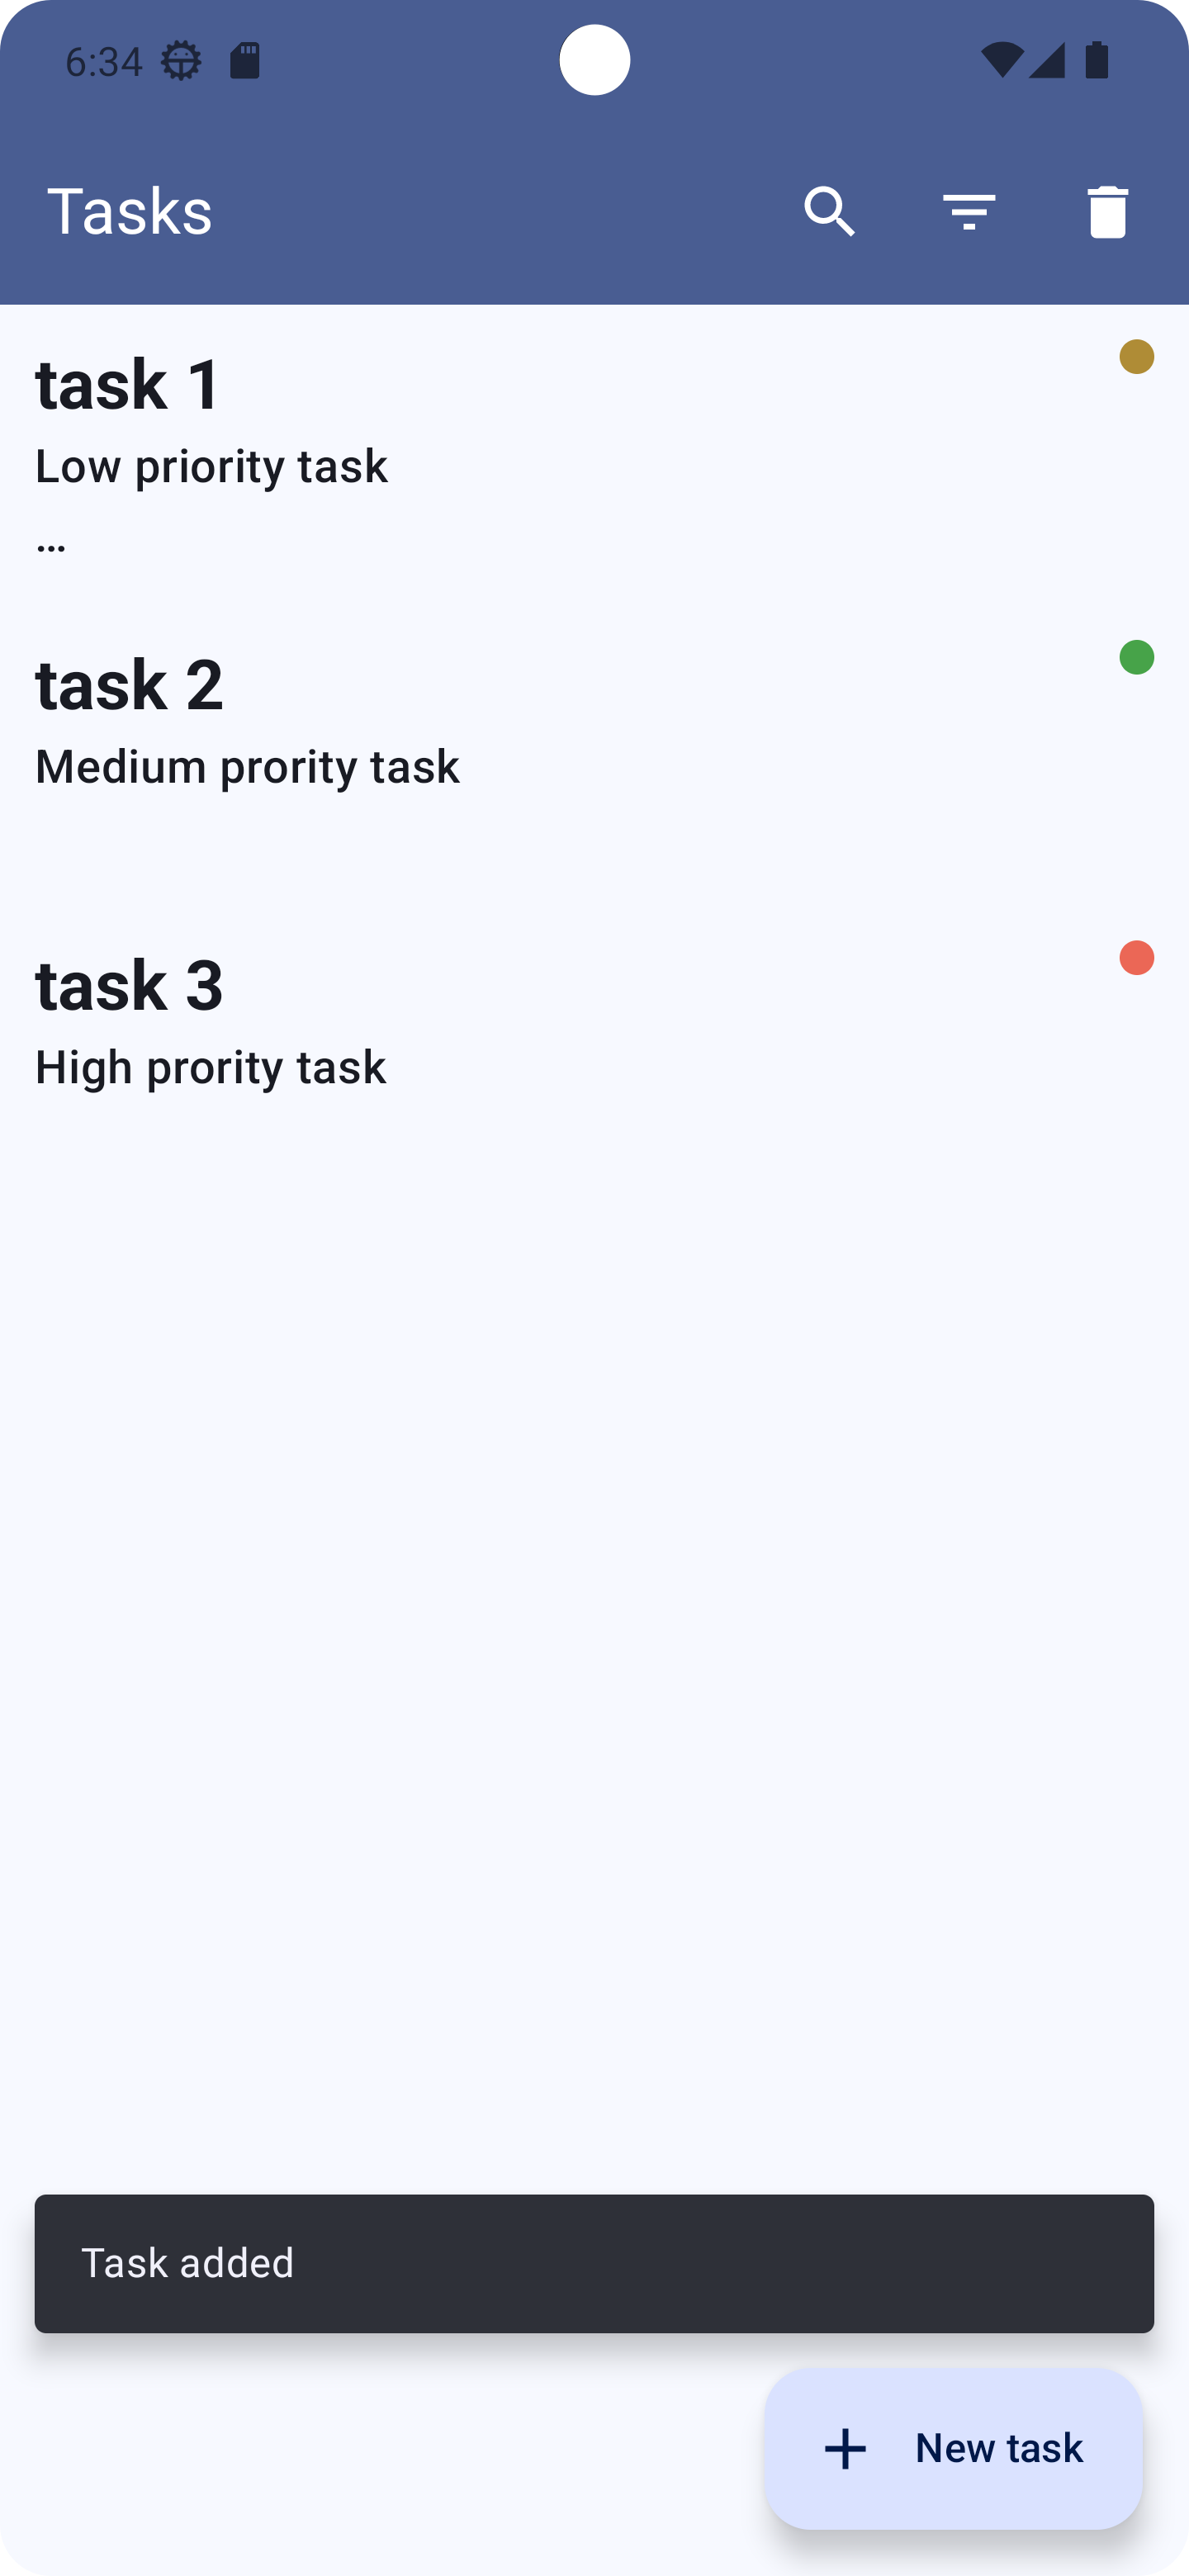 6:34
Tasks
task 1
Low priority task
…
task 2
Medium prority task
task 3
High prority task
Task added
New task